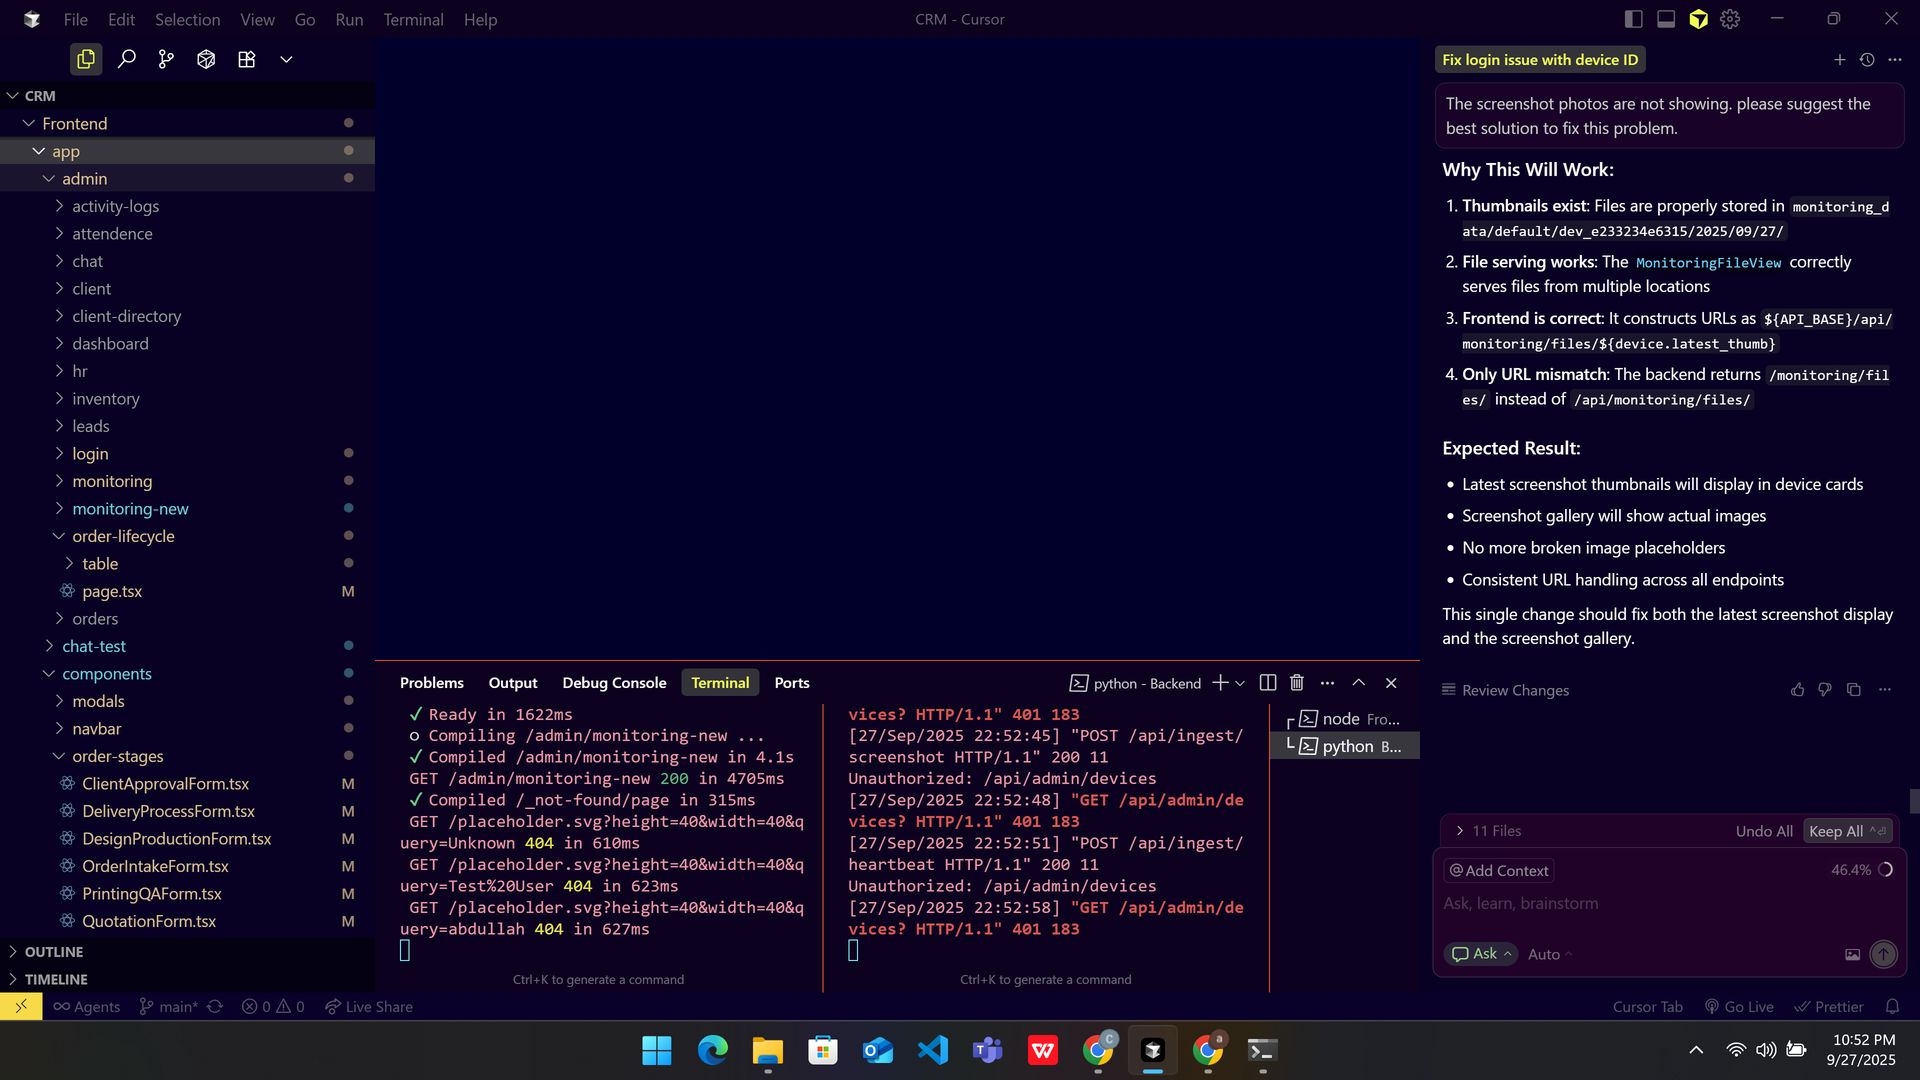 File Edit Selection View Go Run Terminal Help
CRM - Cursor
CRM
Frontend
app
admin
activity-logs
attendence
chat
client
client-directory
dashboard
hr
inventory
leads
login
monitoring
monitoring-new
order-lifecycle
table
page.tsx M
orders
chat-test
components
modals
navbar
order-stages
ClientApprovalForm.tsx M
DeliveryProcessForm.tsx M
DesignProductionForm.tsx M
OrderIntakeForm.tsx M
PrintingQAForm.tsx M
QuotationForm.tsx M
OUTLINE
TIMELINE
Problems Output Debug Console Terminal Ports
python - Backend
✓ Ready in 1622ms
○ Compiling /admin/monitoring-new ...
✓ Compiled /admin/monitoring-new in 4.1s
GET /admin/monitoring-new 200 in 4705ms
✓ Compiled /_not-found/page in 315ms
GET /placeholder.svg?height=40&width=40&q
uery=Unknown 404 in 610ms
GET /placeholder.svg?height=40&width=40&q
uery=Test%20User 404 in 623ms
GET /placeholder.svg?height=40&width=40&q
uery=abdullah 404 in 627ms
Ctrl+K to generate a command
vices? HTTP/1.1" 401 183
[27/Sep/2025 22:52:45] "POST /api/ingest/
screenshot HTTP/1.1" 200 11
Unauthorized: /api/admin/devices
[27/Sep/2025 22:52:48] "GET /api/admin/de
vices? HTTP/1.1" 401 183
[27/Sep/2025 22:52:51] "POST /api/ingest/
heartbeat HTTP/1.1" 200 11
Unauthorized: /api/admin/devices
[27/Sep/2025 22:52:58] "GET /api/admin/de
vices? HTTP/1.1" 401 183
Ctrl+K to generate a command
node Fro...
python B...
Fix login issue with device ID
The screenshot photos are not showing. please suggest the
best solution to fix this problem.
Why This Will Work:
1. Thumbnails exist: Files are properly stored in monitoring_d
ata/default/dev_e233234e6315/2025/09/27/
2. File serving works: The MonitoringFileView correctly
serves files from multiple locations
3. Frontend is correct: It constructs URLs as ${API_BASE}/api/
monitoring/files/${device.latest_thumb}
4. Only URL mismatch: The backend returns /monitoring/fil
es/ instead of /api/monitoring/files/
Expected Result:
• Latest screenshot thumbnails will display in device cards
• Screenshot gallery will show actual images
• No more broken image placeholders
• Consistent URL handling across all endpoints
This single change should fix both the latest screenshot display
and the screenshot gallery.
Review Changes
11 Files Undo All Keep All ^⏎
@ Add Context 46.4%
Ask, learn, brainstorm
Ask Auto
Agents main* 0 0 Live Share
Cursor Tab Go Live Prettier
10:52 PM
9/27/2025